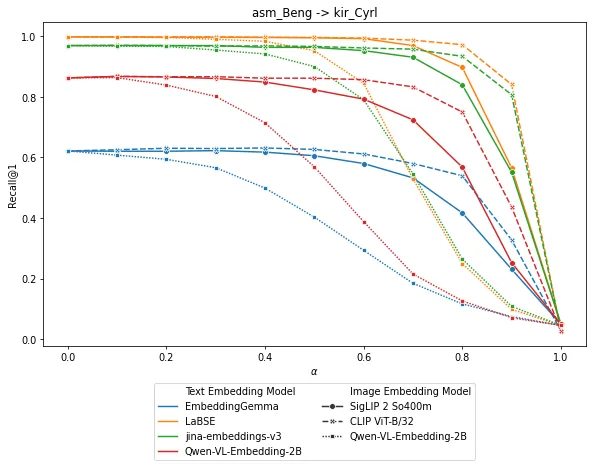 asm_Beng -> kir_Cyrl
Recall@1
1.0
0.8
0.6
0.4
0.2
0.0
0.0 0.2 0.4 0.6 0.8 1.0
α
Text Embedding Model Image Embedding Model
EmbeddingGemma SigLIP 2 So400m
LaBSE CLIP ViT-B/32
jina-embeddings-v3 Qwen-VL-Embedding-2B
Qwen-VL-Embedding-2B